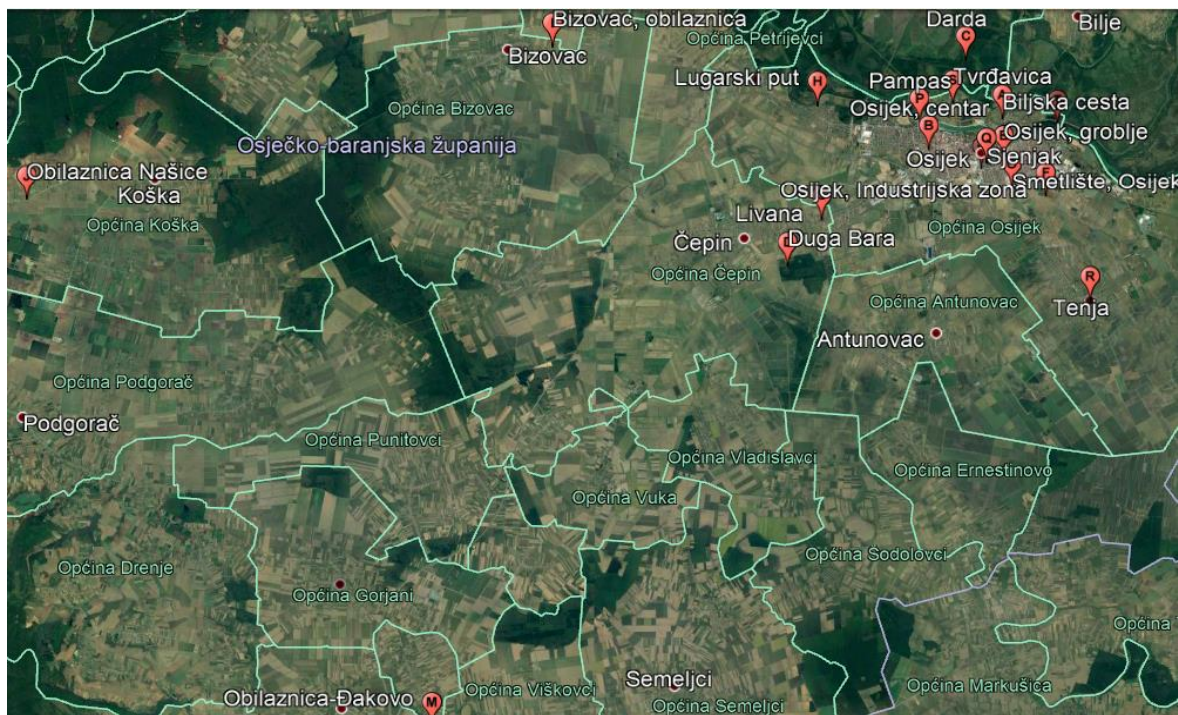 Bizovac, obilaznica
Darda
Bilje
Općina Petrijevci
Bizovac
Lugarski put
H
C
Pampas
Tvrđavica
P
S
Biljska cesta
Općina Bizovac
Osijek, centar
B
Osječko-baranjska županija
Q
Osijek, groblje
Osijek
Sjenjak
Obilaznica Našice
Smetlište, Osijek
F
Koška
Osijek, Industrijska zona
Općina Koška
Livana
Općina Osijek
Čepin
Duga Bara
Općina Čepin
R
Općina Antunovac
Tenja
Antunovac
Općina Podgorač
Podgorač
Općina Punitovci
Općina Vladislavci
Općina Ernestinovo
Općina Vuka
Općina Sodolovci
Općina Drenje
Općina Gorjani
Općina
Semeljci
Općina Viškovci
Općina Markušica
Obilaznica-Đakovo
M
Općina Semeljci